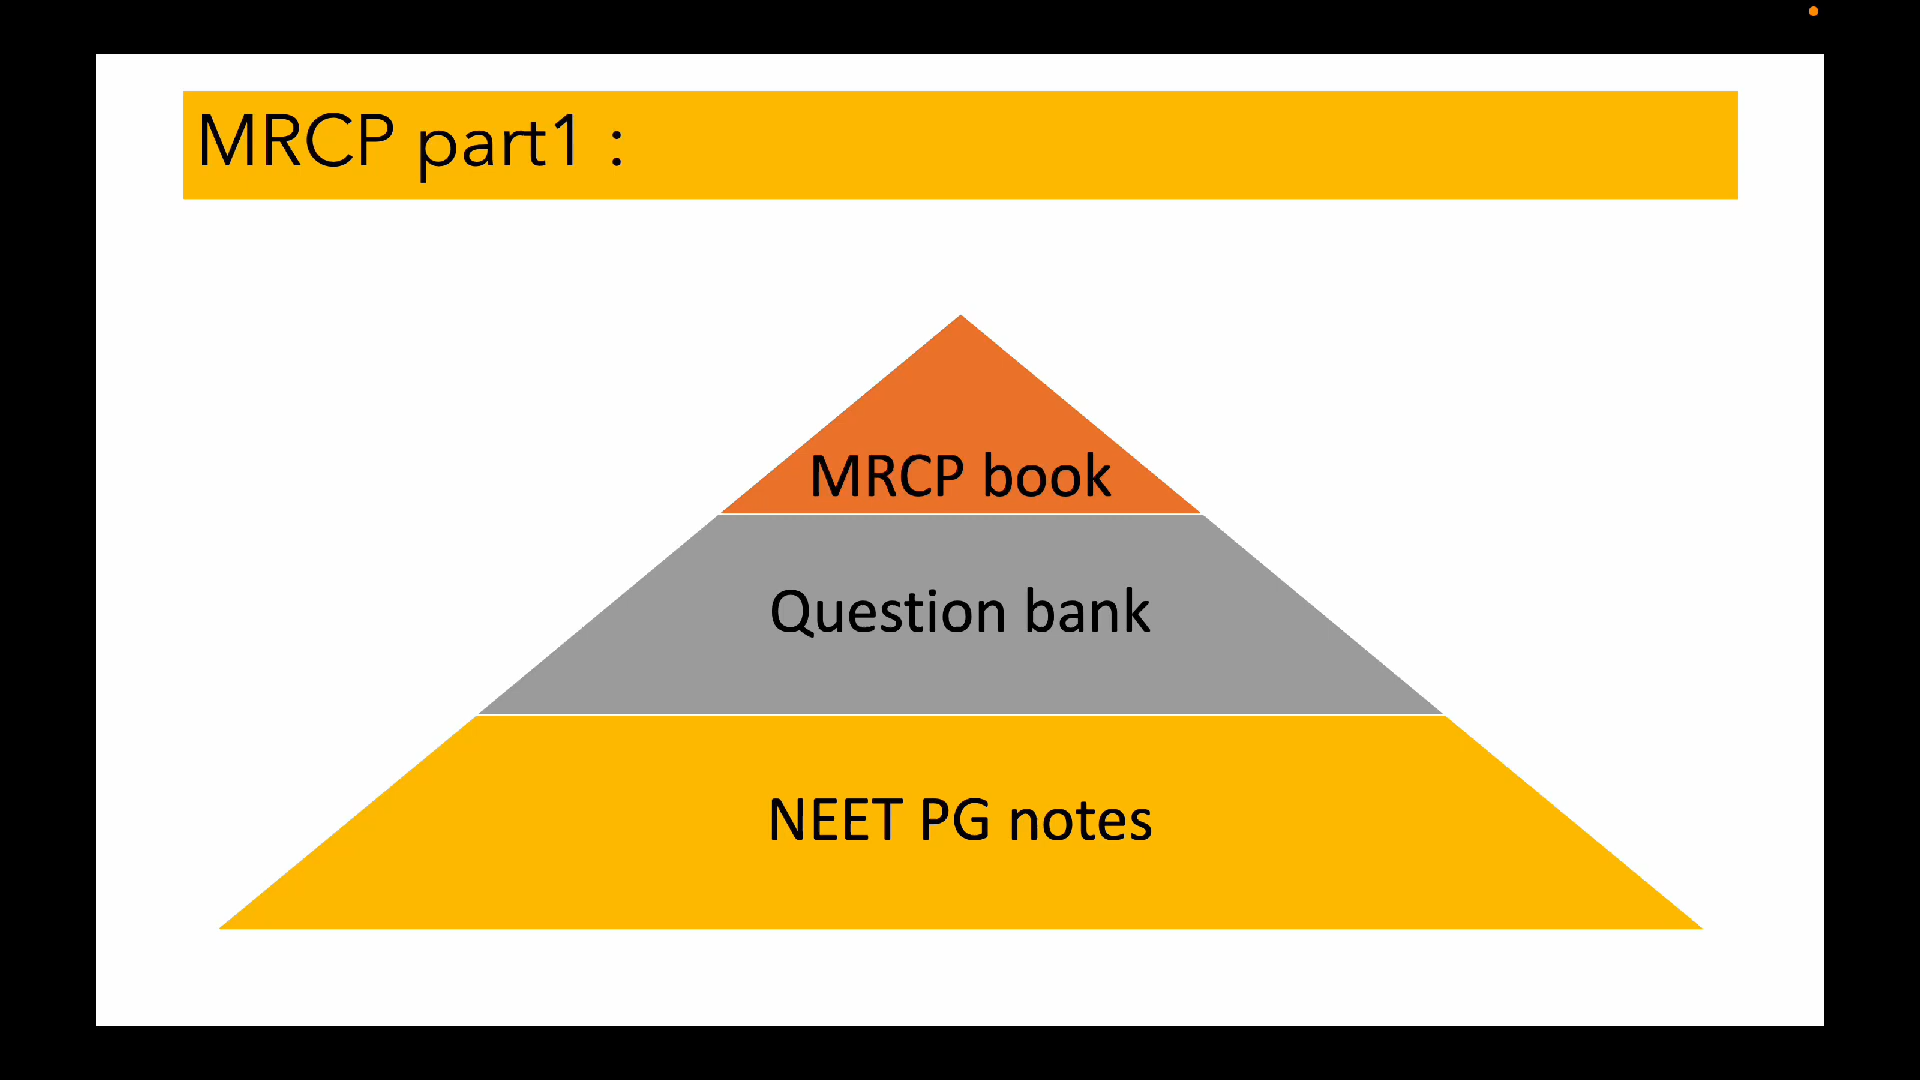 MRCP part1 :
MRCP book
Question bank
NEET PG notes